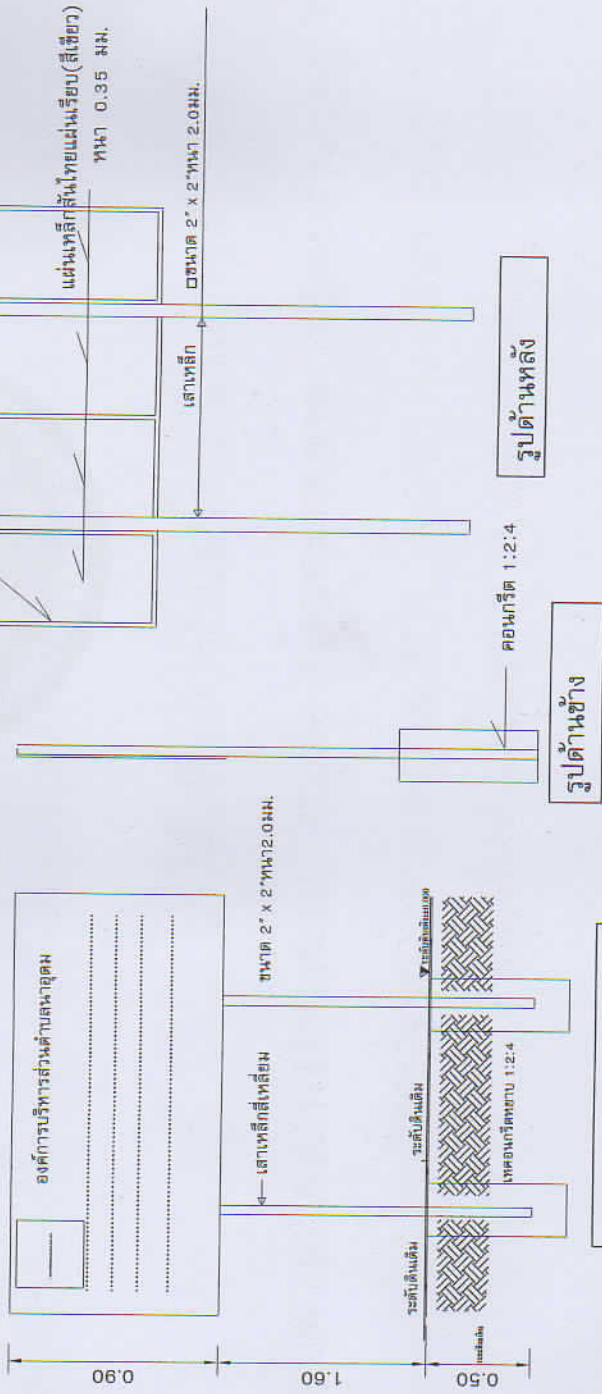 องค์การบริหารส่วนตำบลนาอุดม
0.90
1.60
0.50
เสาเหล็กสี่เหลี่ยม
ขนาด 2" x 2"หนา2.0มม.
ระดับดินเดิม
ระดับดินเดิม
เทคอนกรีตหยาบ 1:2:4
คอนกรีต 1:2:4
รูปด้านข้าง
แผ่นเหล็กสันไทยแผ่นเรียบ(สีเขียว)
หนา 0.35 มม.
เสาเหล็ก
□ขนาด 2" x 2"หนา 2.0มม.
รูปด้านหลัง